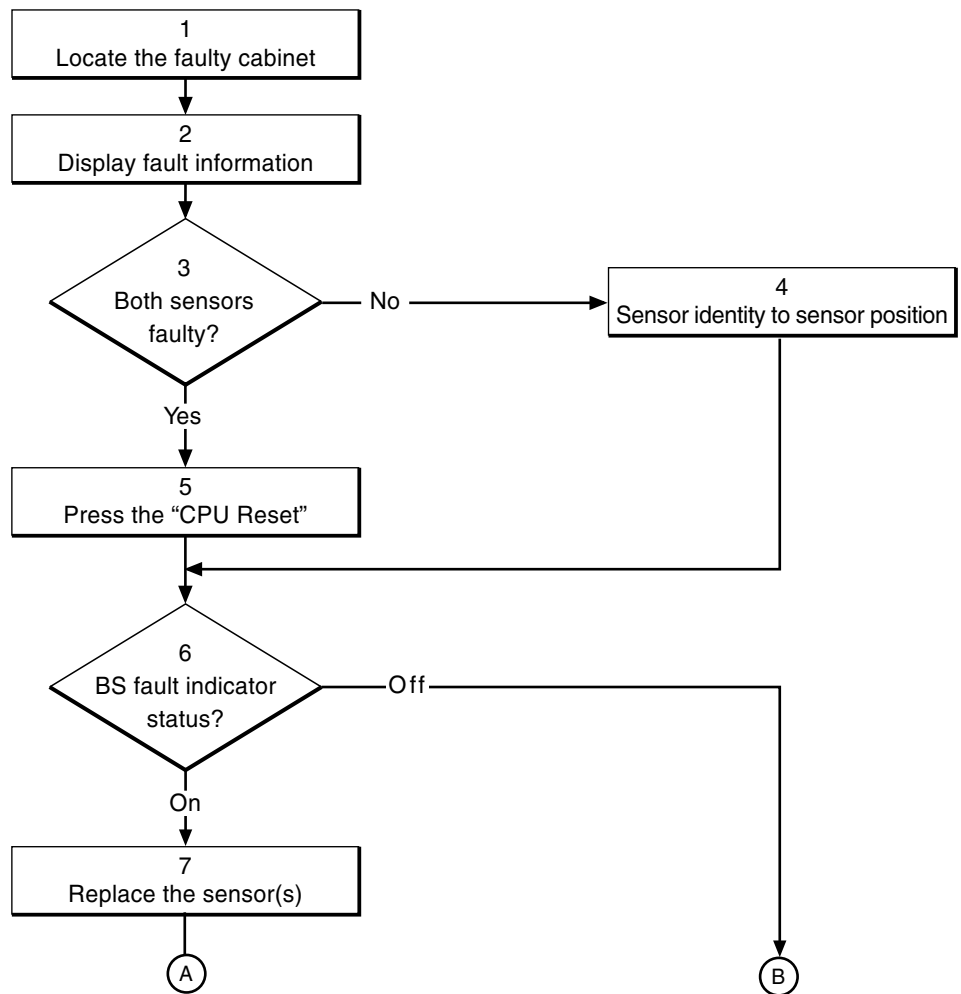 1
Locate the faulty cabinet
2
Display fault information
3
Both sensors
faulty?
No
4
Sensor identity to sensor position
Yes
5
Press the “CPU Reset”
6
BS fault indicator
status?
Off
On
7
Replace the sensor(s)
A
B